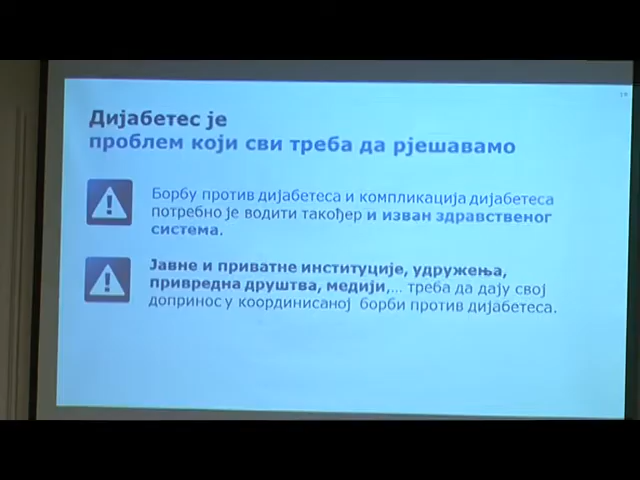 Дијабетес је
проблем који сви треба да рјешавамо
Борбу против дијабетеса и компликација дијабетеса
потребно је водити такођер и изван здравственог
система.
Јавне и приватне институције, удружења,
привредна друштва, медији,... треба да дају свој
допринос у координисаној борби против дијабетеса.